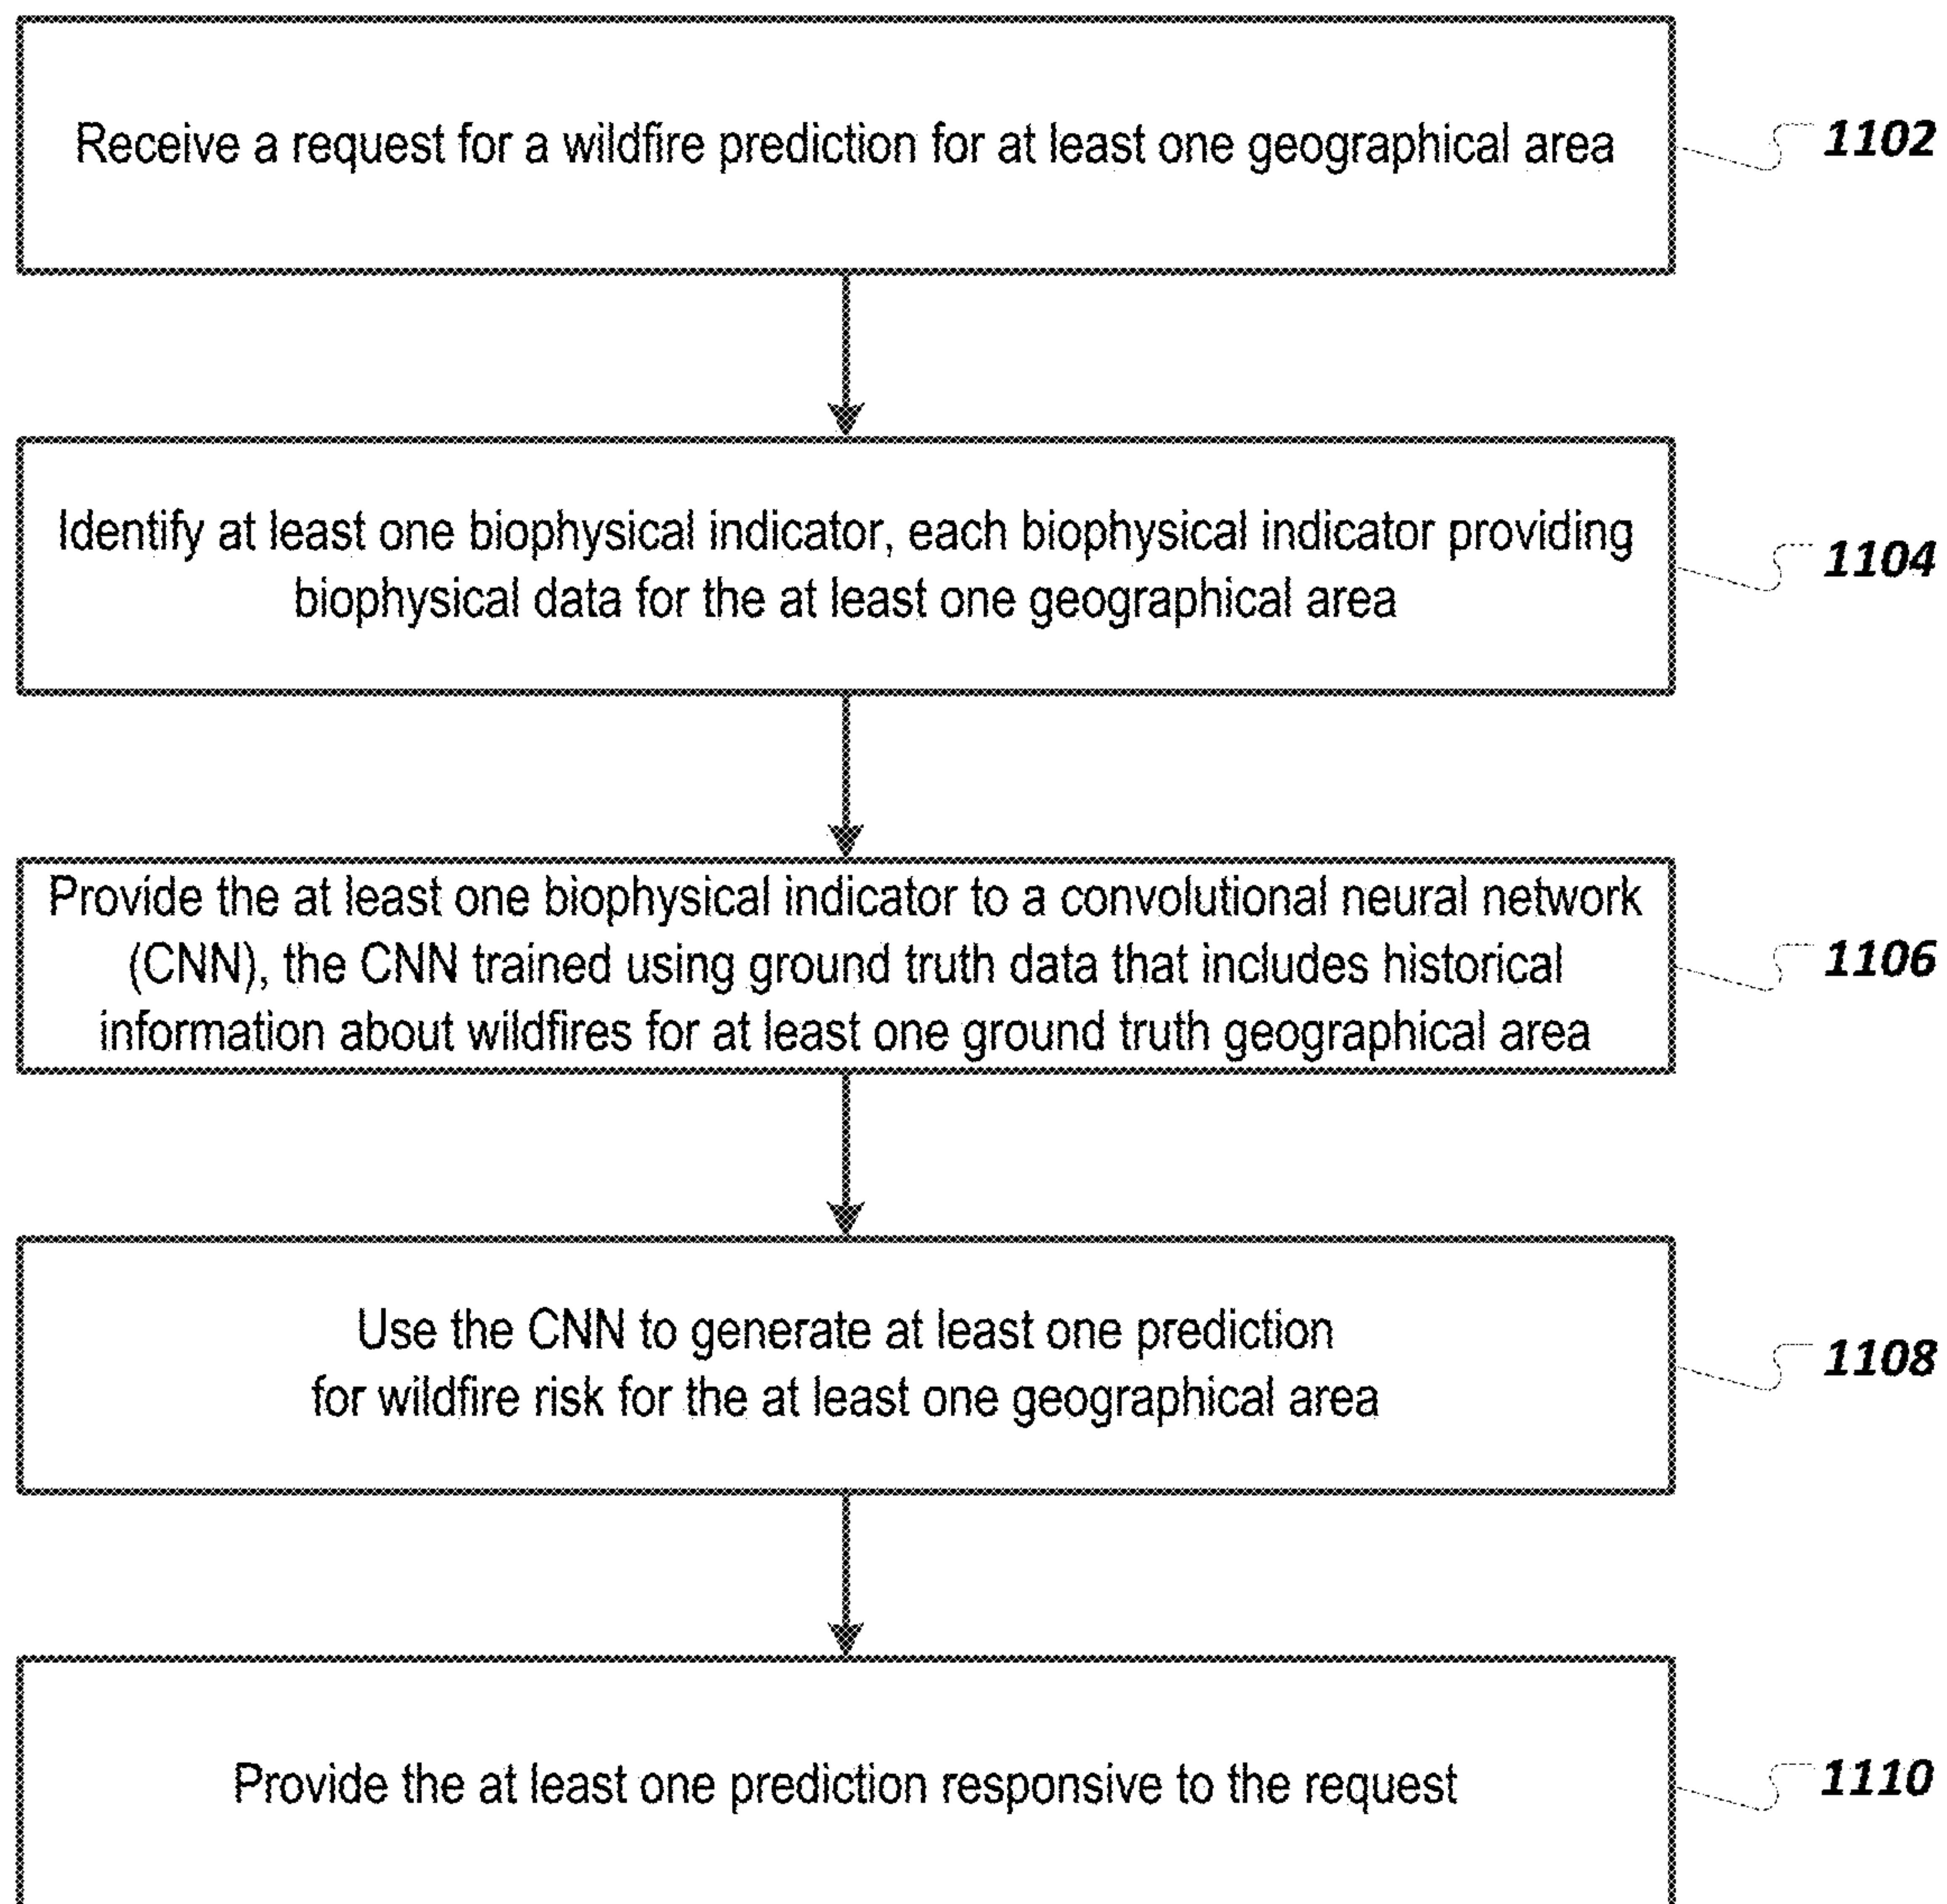 Receive a request for a wildfire prediction for at least one geographical area
1102
Identify at least one biophysical indicator, each biophysical indicator providing
biophysical data for the at least one geographical area
1104
Provide the at least one biophysical indicator to a convolutional neural network
(CNN), the CNN trained using ground truth data that includes historical
information about wildfires for at least one ground truth geographical area
1106
Use the CNN to generate at least one prediction
for wildfire risk for the at least one geographical area
1108
Provide the at least one prediction responsive to the request
1110